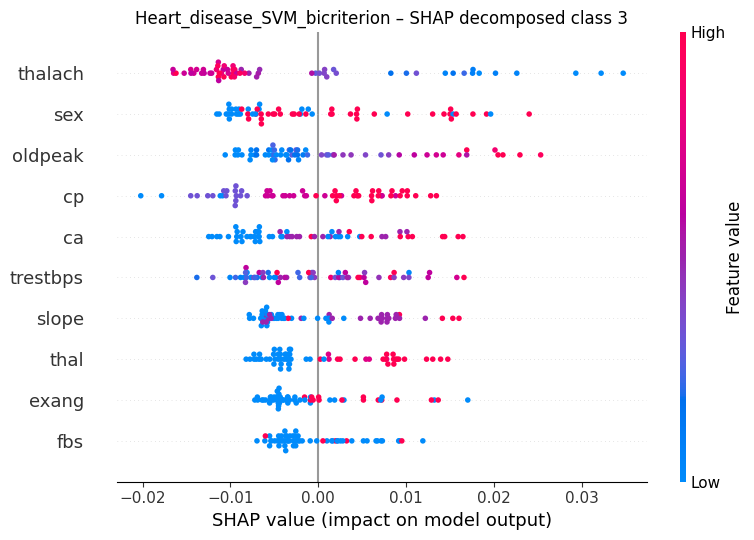 Heart_disease_SVM_bicriterion – SHAP decomposed class 3
High
thalach
sex
oldpeak
cp
ca
trestbps
slope
thal
exang
fbs
Feature value
Low
−0.02 −0.01 0.00 0.01 0.02 0.03
SHAP value (impact on model output)